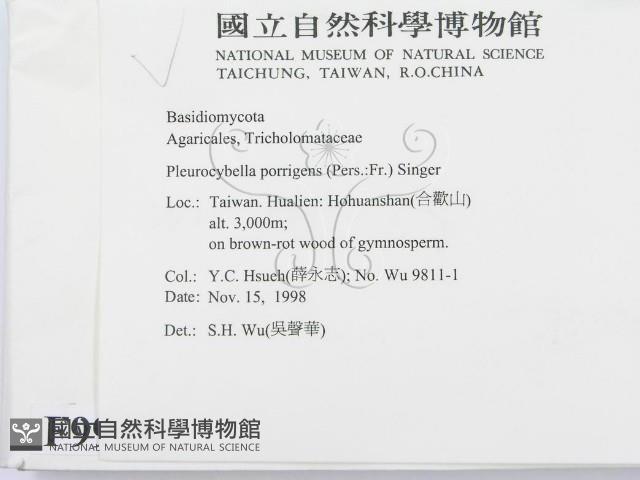 國立自然科學博物館
NATIONAL MUSEUM OF NATURAL SCIENCE
TAICHUNG, TAIWAN, R.O.CHINA
Basidiomycota
Agaricales, Tricholomataceae
Pleurocybella porrigens (Pers.:Fr.) Singer
Loc.: Taiwan. Hualien: Hohuanshan(合歡山)
alt. 3,000m;
on brown-rot wood of gymnosperm.
Col.: Y.C. Hsueh(薛永志); No. Wu 9811-1
Date: Nov. 15, 1998
Det.: S.H. Wu(吳聲華)
國立自然科學博物館
NATIONAL MUSEUM OF NATURAL SCIENCE